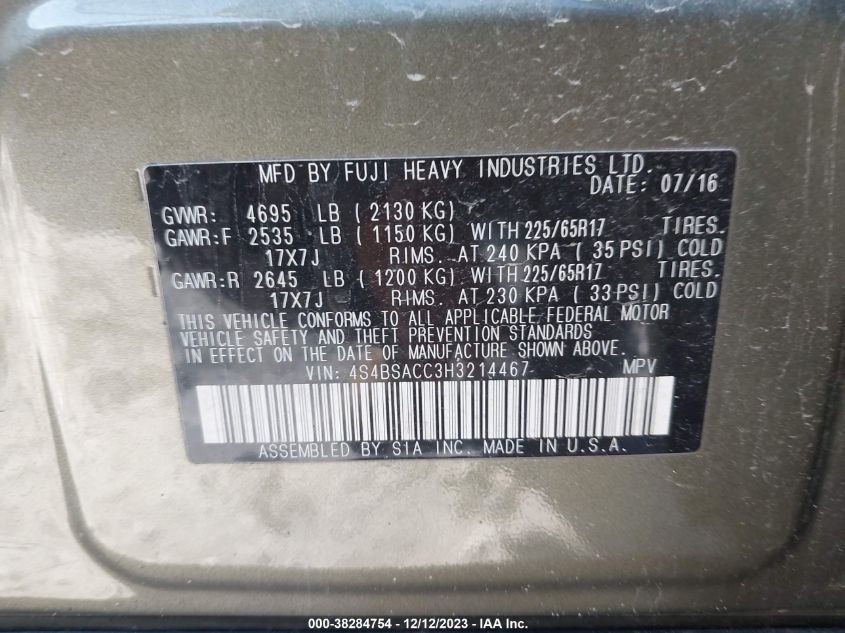 MFD BY FUJI HEAVY INDUSTRIES LTD.
DATE: 07/16
GVWR: 4695 LB ( 2130 KG)
GAWR:F 2535 LB ( 1150 KG) WITH 225/65R17 TIRES.
17X7J RIMS. AT 240 KPA ( 35 PSI) COLD
GAWR:R 2645 LB ( 1200 KG) WITH 225/65R17 TIRES.
17X7J RIMS. AT 230 KPA ( 33 PSI) COLD
THIS VEHICLE CONFORMS TO ALL APPLICABLE FEDERAL MOTOR
VEHICLE SAFETY AND THEFT PREVENTION STANDARDS
IN EFFECT ON THE DATE OF MANUFACTURE SHOWN ABOVE.
VIN: 4S4BSACC3H3214467 MPV
ASSEMBLED BY SIA INC. MADE IN U.S.A.
000-38284754 - 12/12/2023 - IAA Inc.